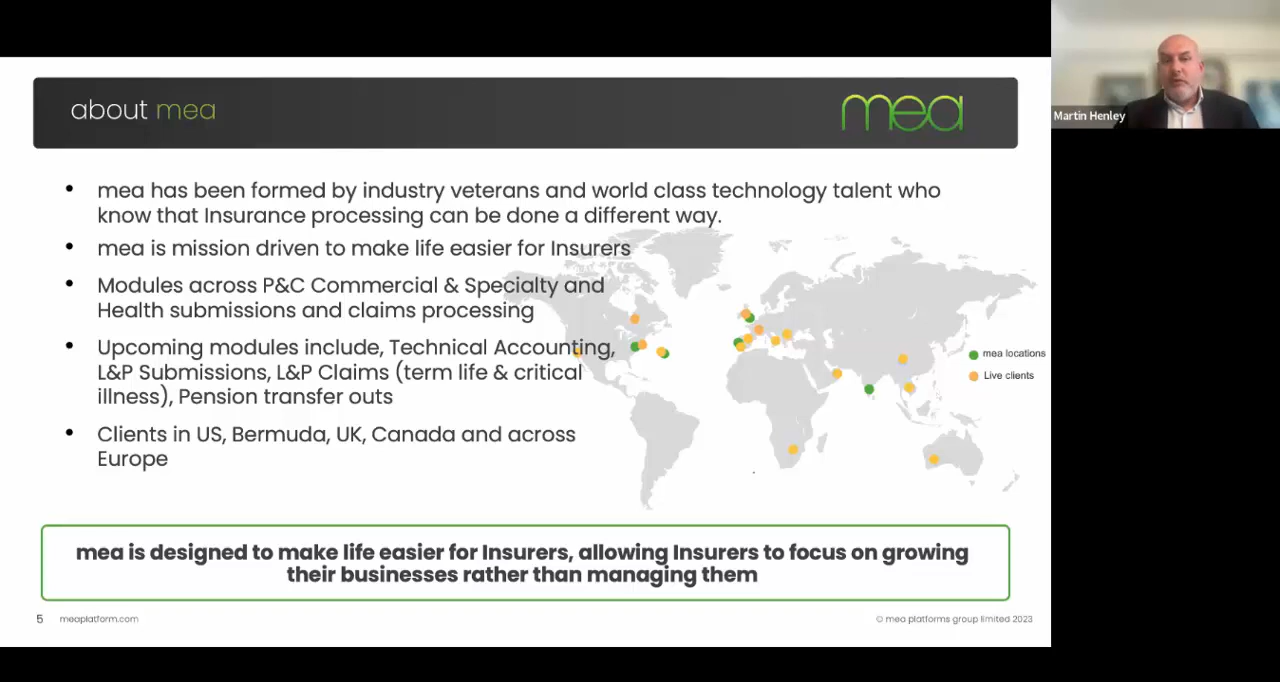 about mea
mea
Martin Henley
• mea has been formed by industry veterans and world class technology talent who
know that Insurance processing can be done a different way.
• mea is mission driven to make life easier for Insurers
• Modules across P&C Commercial & Specialty and
Health submissions and claims processing
• Upcoming modules include, Technical Accounting,
L&P Submissions, L&P Claims (term life & critical
illness), Pension transfer outs
• Clients in US, Bermuda, UK, Canada and across
Europe
mea locations
Live clients
mea is designed to make life easier for Insurers, allowing Insurers to focus on growing
their businesses rather than managing them
5 meaplatform.com
© mea platforms group limited 2023